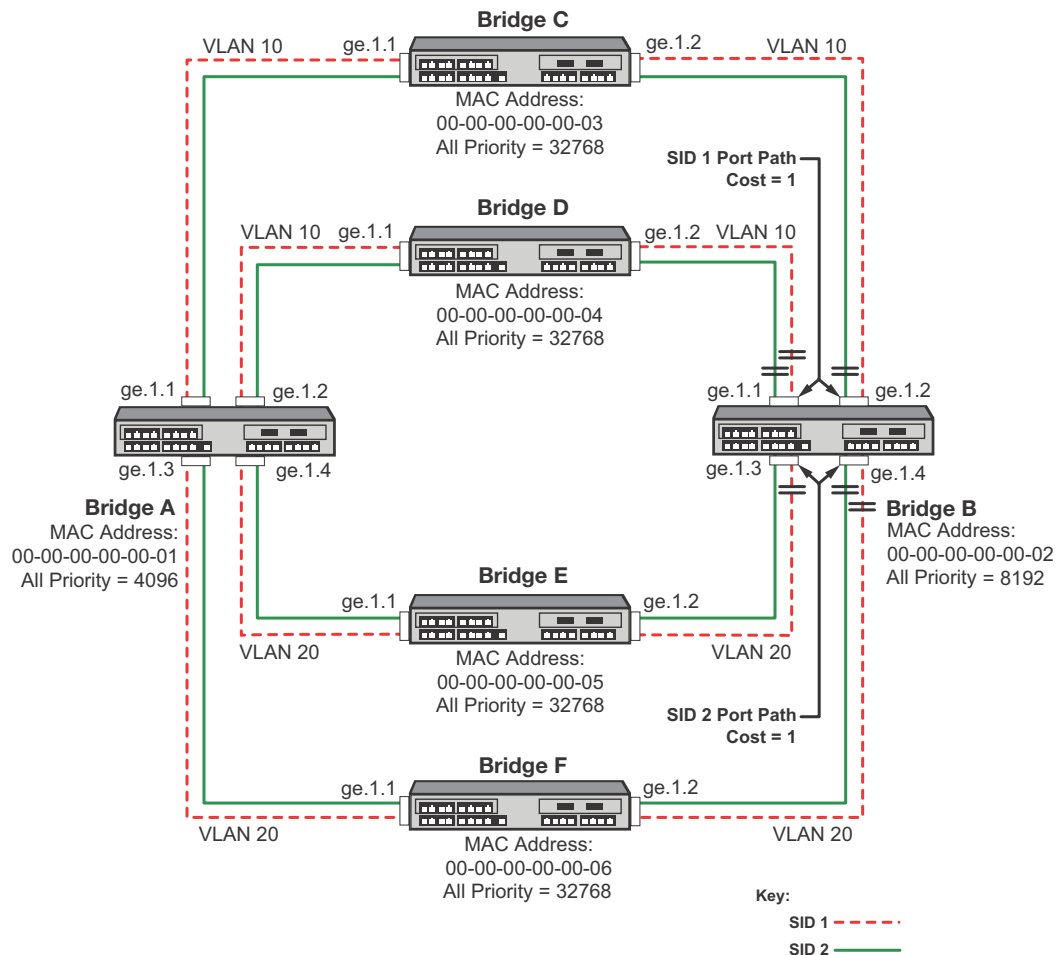 Bridge C
VLAN 10
ge.1.1
ge.1.2
VLAN 10
MAC Address:
00-00-00-00-00-03
All Priority = 32768
SID 1 Port Path
Cost = 1
Bridge D
VLAN 10
ge.1.1
ge.1.2
VLAN 10
MAC Address:
00-00-00-00-00-04
All Priority = 32768
ge.1.1
ge.1.2
ge.1.3
ge.1.4
Bridge A
MAC Address:
00-00-00-00-00-01
All Priority = 4096
ge.1.1
ge.1.2
ge.1.3
ge.1.4
Bridge B
MAC Address:
00-00-00-00-00-02
All Priority = 8192
Bridge E
ge.1.1
ge.1.2
VLAN 20
VLAN 20
MAC Address:
00-00-00-00-00-05
All Priority = 32768
SID 2 Port Path
Cost = 1
Bridge F
ge.1.1
ge.1.2
VLAN 20
VLAN 20
MAC Address:
00-00-00-00-00-06
All Priority = 32768
Key:
SID 1
SID 2